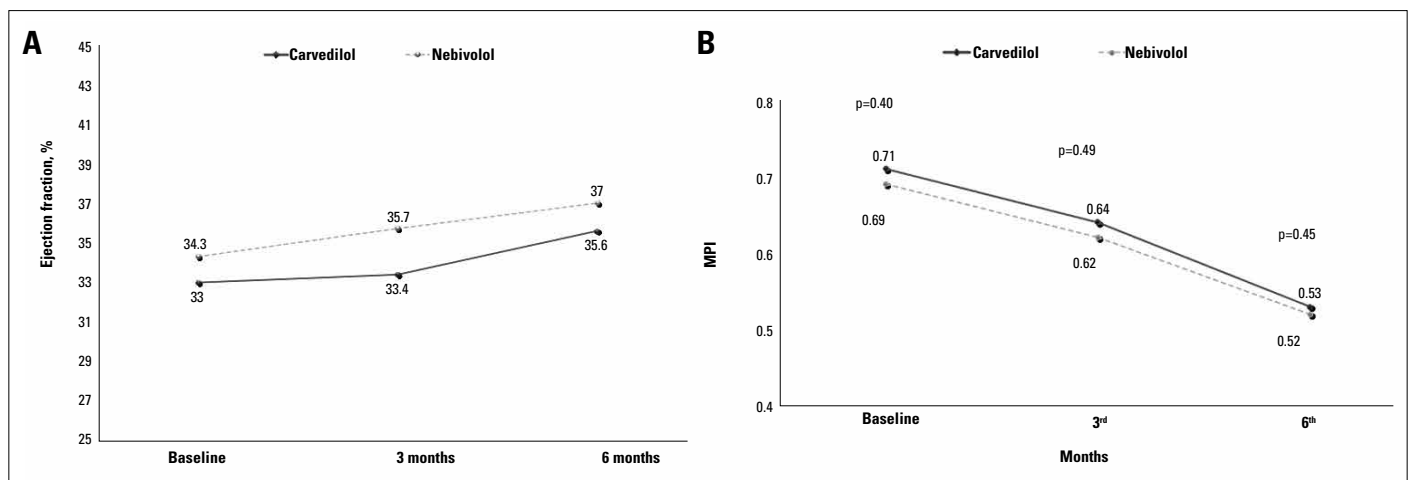 A
Carvedilol
Nebivolol
Ejection fraction, %
45
43
41
39
37
35
33
31
29
27
25
34.3
35.7
37
33
33.4
35.6
Baseline
3 months
6 months
B
Carvedilol
Nebivolol
MPI
0.8
0.7
0.6
0.5
0.4
p=0.40
p=0.49
p=0.45
0.71
0.64
0.53
0.69
0.62
0.52
Baseline
3rd
6th
Months